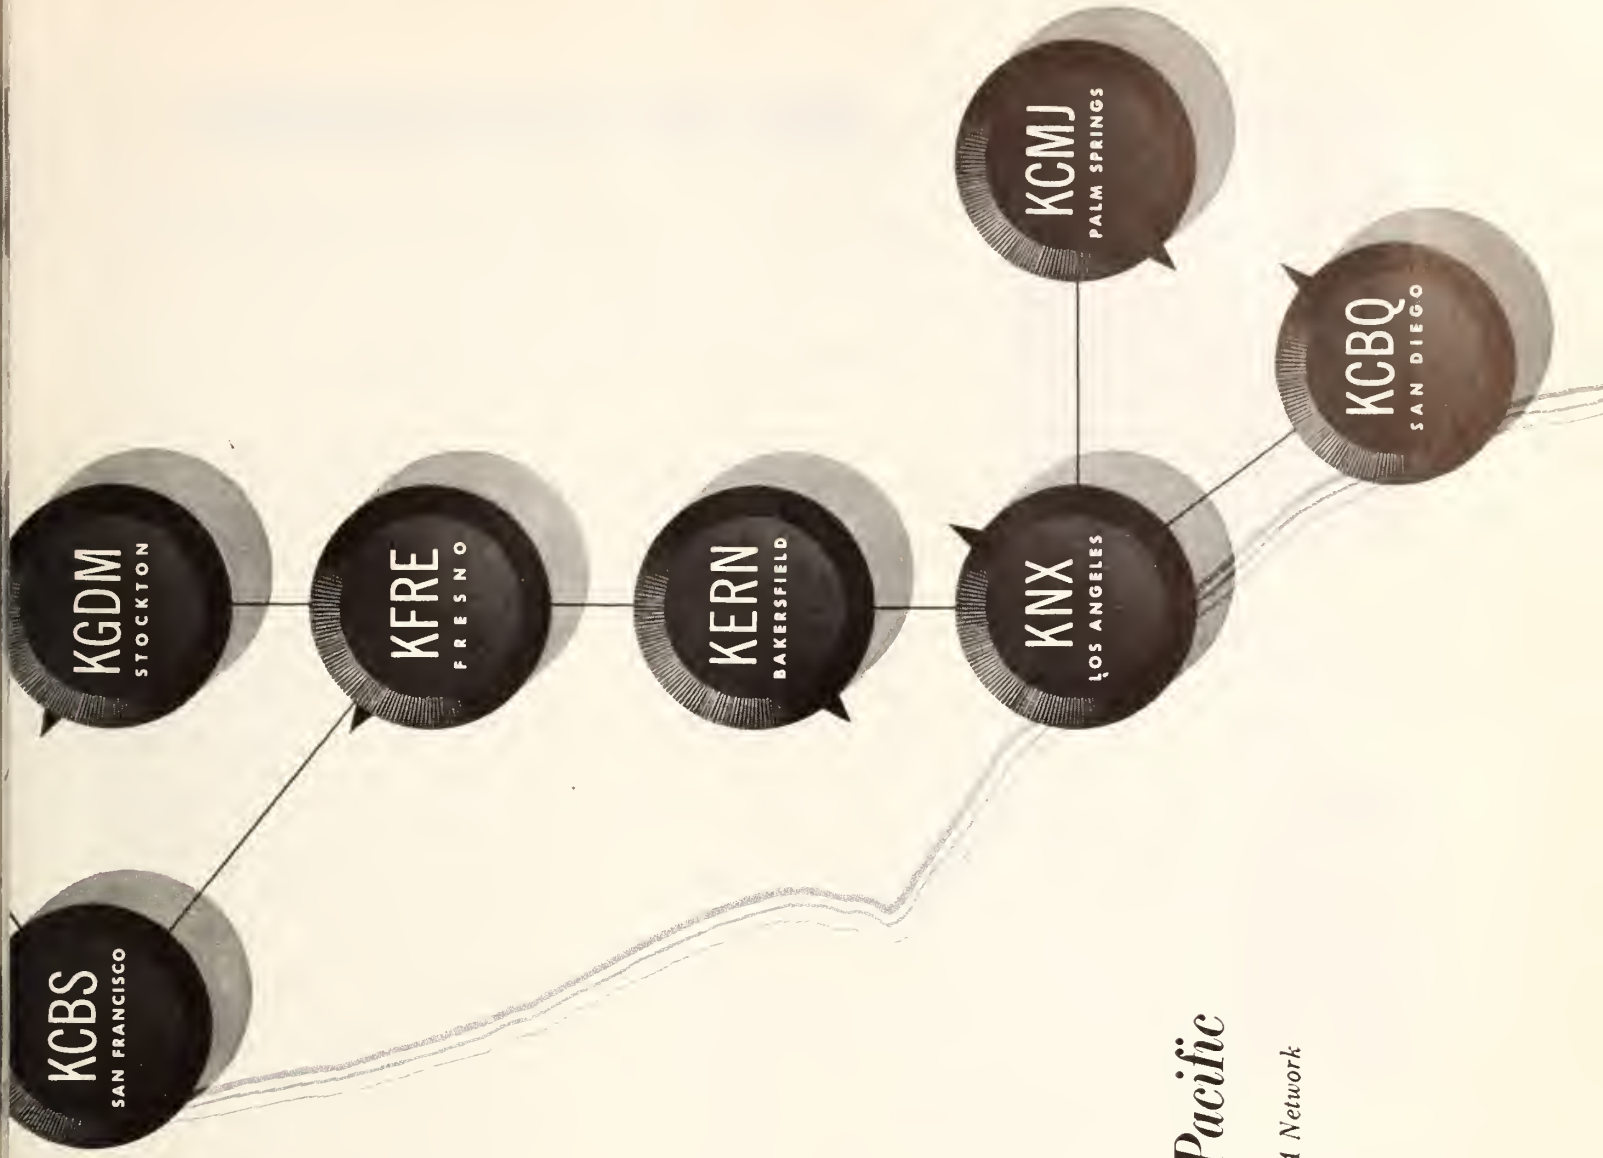 KCBS
SAN FRANCISCO
KGDM
STOCKTON
KFRE
FRESNO
KERN
BAKERSFIELD
KNX
LOS ANGELES
KCMJ
PALM SPRINGS
KCBQ
SAN DIEGO
Pacific
Network